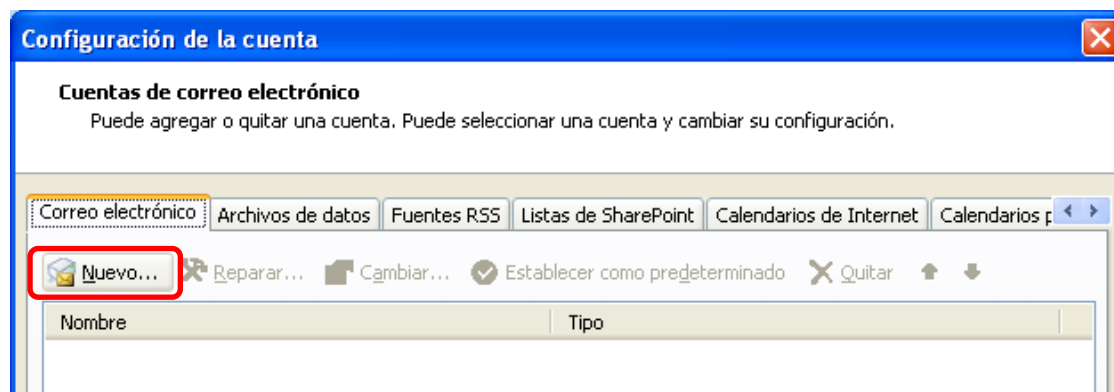 Configuración de la cuenta
Cuentas de correo electrónico
Puede agregar o quitar una cuenta. Puede seleccionar una cuenta y cambiar su configuración.
Correo electrónico Archivos de datos Fuentes RSS Listas de SharePoint Calendarios de Internet Calendarios p
Nuevo... Reparar... Cambiar... Establecer como predeterminado Quitar
Nombre Tipo